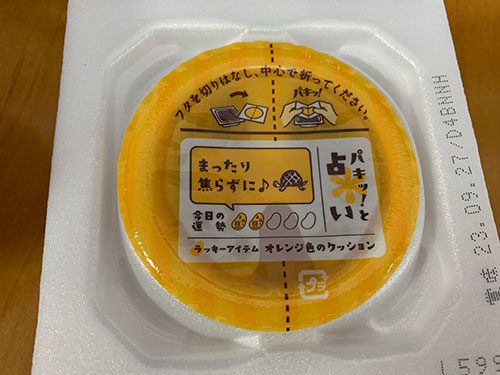 フタを切りはなし、中心で折ってください。
パキッ!
パキッ!と
占い
まったり
焦らずに♪
今日の
運勢
ラッキーアイテム オレンジ色のクッション
プラ
賞味 23.09.27/D4BNNH